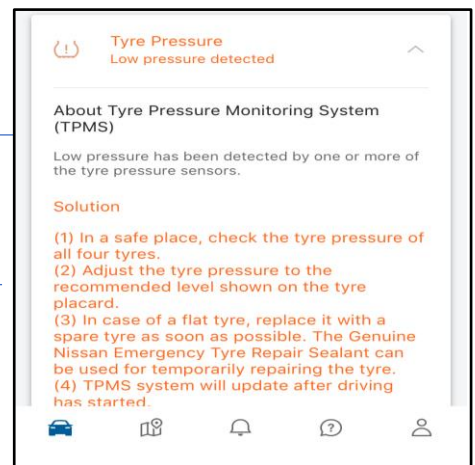 Tyre Pressure
Low pressure detected
About Tyre Pressure Monitoring System
(TPMS)
Low pressure has been detected by one or more of
the tyre pressure sensors.
Solution
(1) In a safe place, check the tyre pressure of
all four tyres.
(2) Adjust the tyre pressure to the
recommended level shown on the tyre
placard.
(3) In case of a flat tyre, replace it with a
spare tyre as soon as possible. The Genuine
Nissan Emergency Tyre Repair Sealant can
be used for temporarily repairing the tyre.
(4) TPMS system will update after driving
has started.